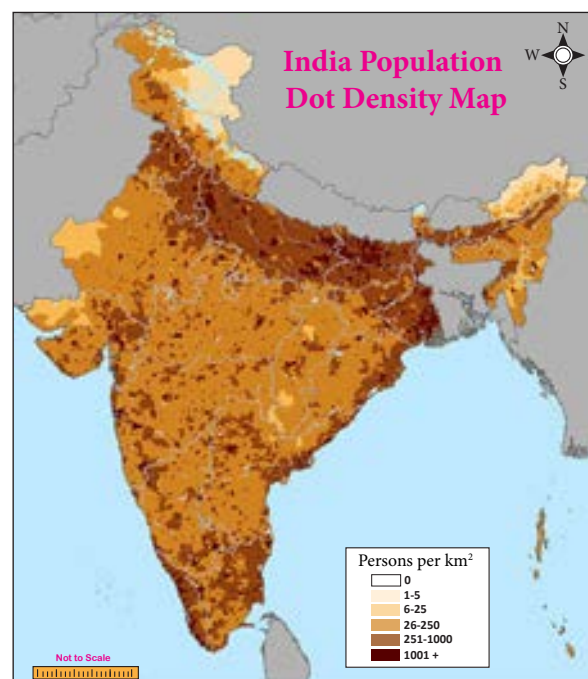 India Population
Dot Density Map
N
W
S
Persons per km²
0
1-5
6-25
26-250
251-1000
1001 +
Not to Scale